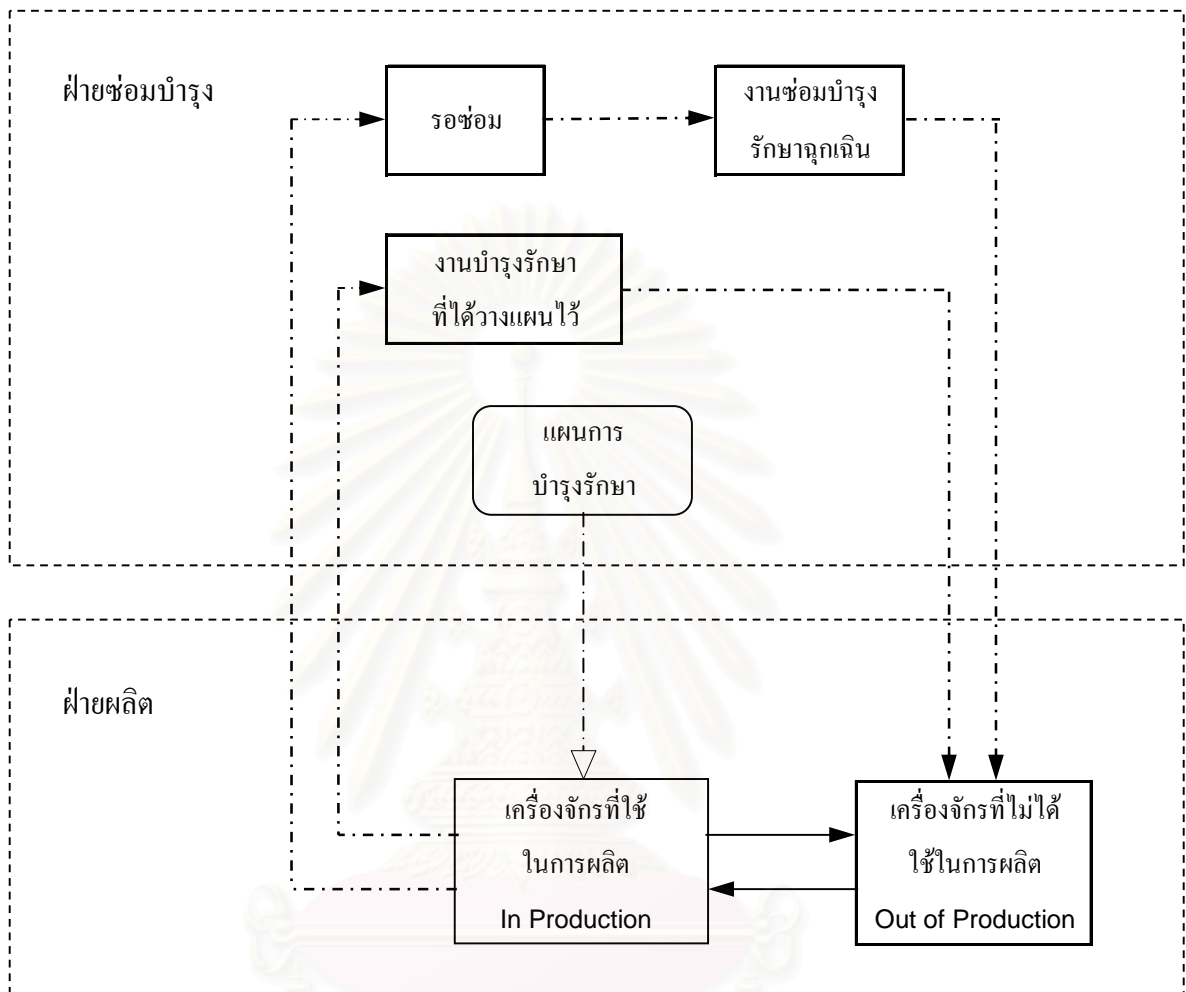 ฝ่ายซ่อมบำรุง
รอซ่อม
งานซ่อมบำรุง
รักษาฉุกเฉิน
งานบำรุงรักษา
ที่ได้วางแผนไว้
แผนการ
บำรุงรักษา
ฝ่ายผลิต
เครื่องจักรที่ใช้
ในการผลิต
In Production
เครื่องจักรที่ไม่ได้
ใช้ในการผลิต
Out of Production